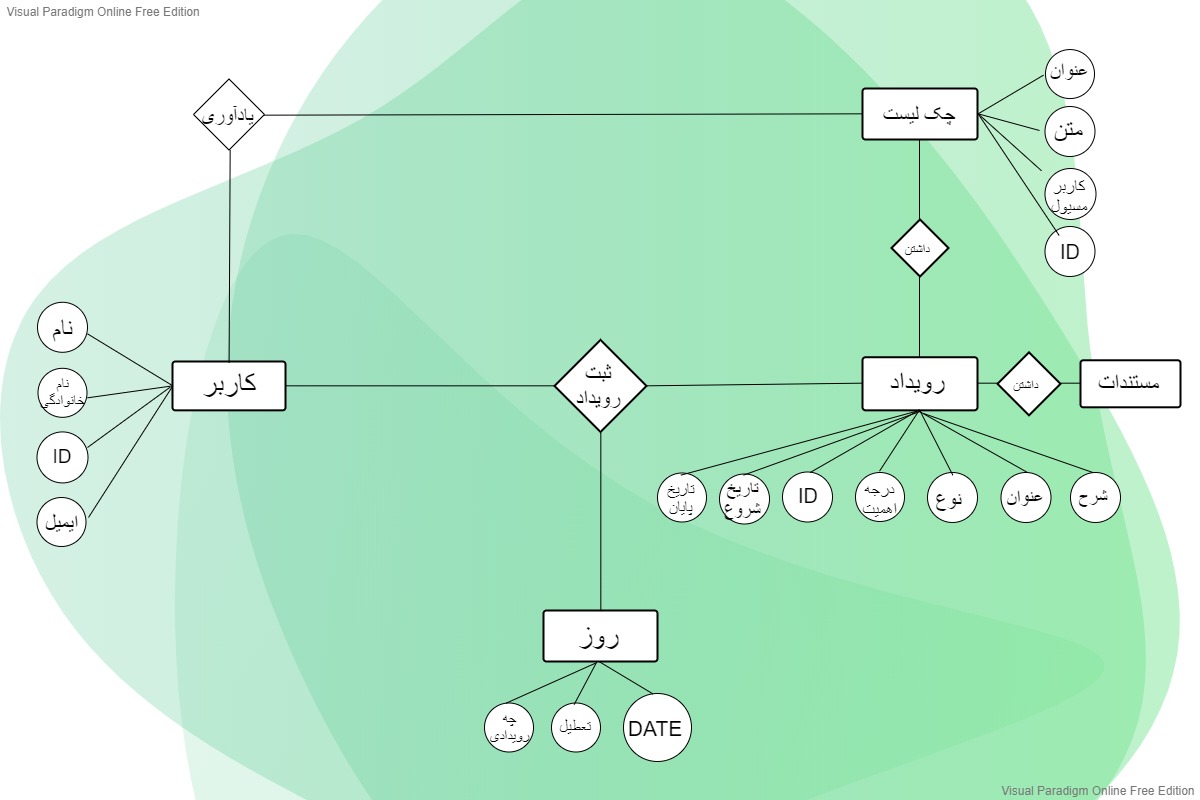 Visual Paradigm Online Free Edition
عنوان
یادآوری
چک لیست
متن
کاربر
مسیول
داشتن
ID
نام
نام
خانوادگی
کاربر
ثبت
رویداد
رویداد
داشتن
مستندات
ID
ایمیل
تاریخ
پایان
تاریخ
شروع
ID
درجه
اهمیت
نوع
عنوان
شرح
روز
چه
رویدادی
تعطیل
DATE
Visual Paradigm Online Free Edition